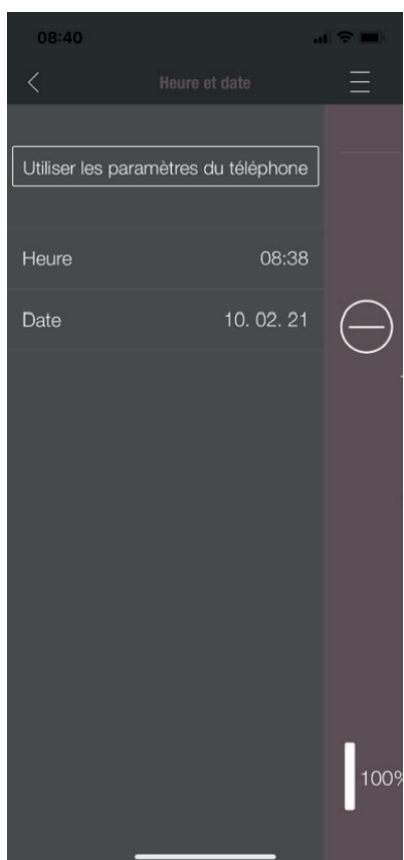 08:40
Heure et date
Utiliser les paramètres du téléphone
Heure 08:38
Date 10. 02. 21
100%